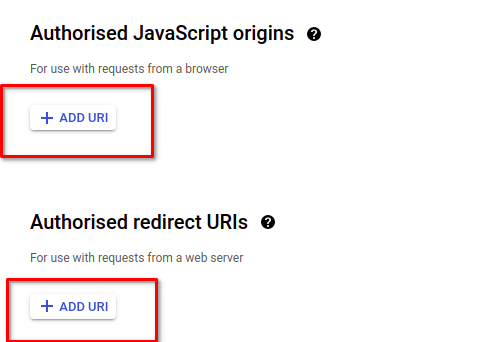 Authorised JavaScript origins
For use with requests from a browser
+ ADD URI
Authorised redirect URIs
For use with requests from a web server
+ ADD URI